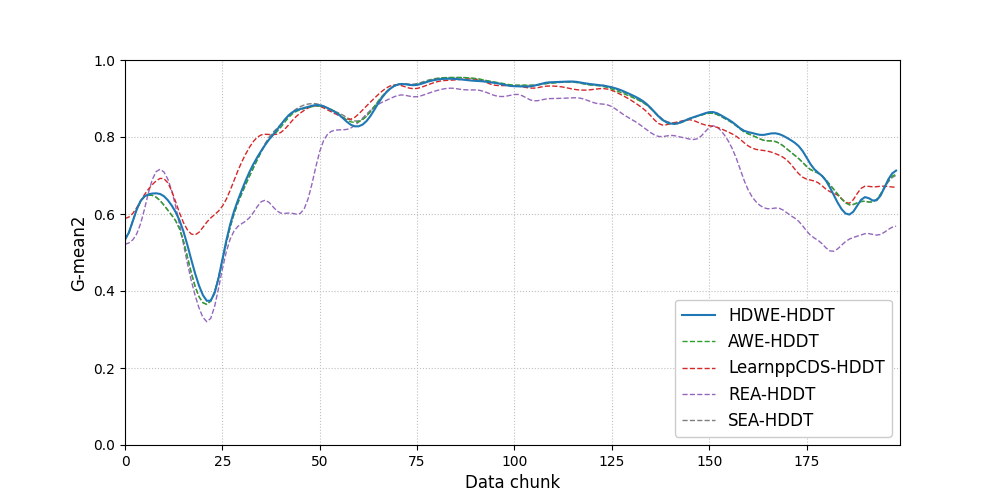 1.0
0.8
0.6
0.4
0.2
0.0
G-mean2
0 25 50 75 100 125 150 175
Data chunk
HDWE-HDDT
AWE-HDDT
LearnppCDS-HDDT
REA-HDDT
SEA-HDDT